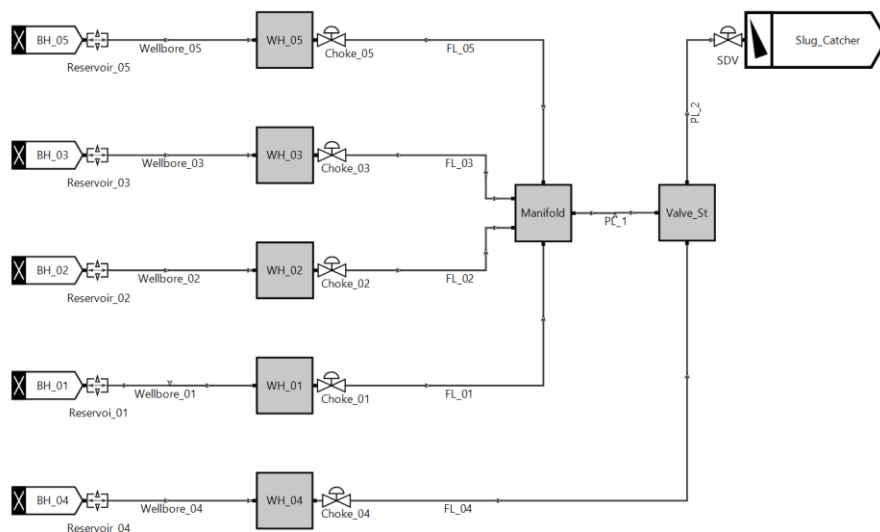 BH_05
Reservoir_05
Wellbore_05
WH_05
Choke_05
FL_05
SDV
Slug_Catcher
PL_2
BH_03
Reservoir_03
Wellbore_03
WH_03
Choke_03
FL_03
Manifold
PL_1
Valve_St
BH_02
Reservoir_02
Wellbore_02
WH_02
Choke_02
FL_02
BH_01
Reservoi_01
Wellbore_01
WH_01
Choke_01
FL_01
BH_04
Reservoir_04
Wellbore_04
WH_04
Choke_04
FL_04